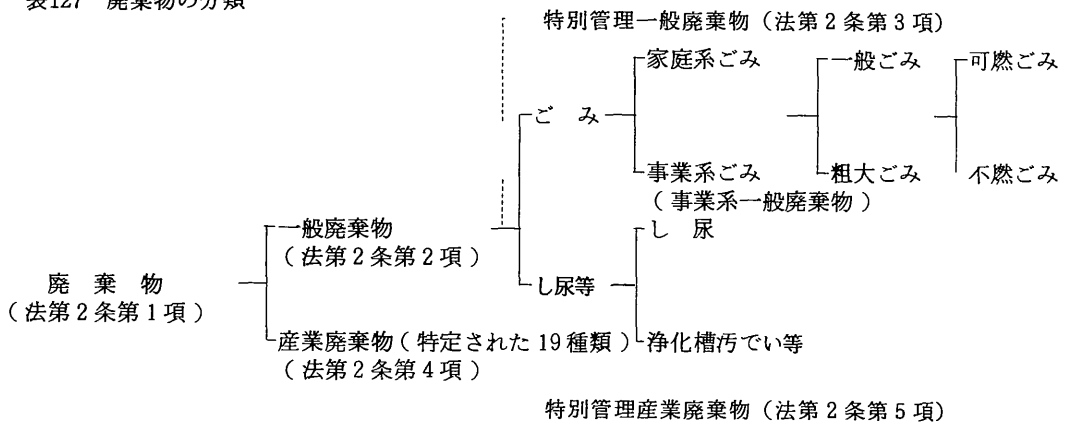 表127 廃棄物の分類
特別管理一般廃棄物（法第2条第3項）
家庭系ごみ
一般ごみ
可燃ごみ
ごみ
事業系ごみ
（事業系一般廃棄物）
粗大ごみ
不燃ごみ
一般廃棄物
（法第2条第2項）
し尿
廃棄物
（法第2条第1項）
し尿等
産業廃棄物（特定された19種類）
（法第2条第4項）
浄化槽汚でい等
特別管理産業廃棄物（法第2条第5項）